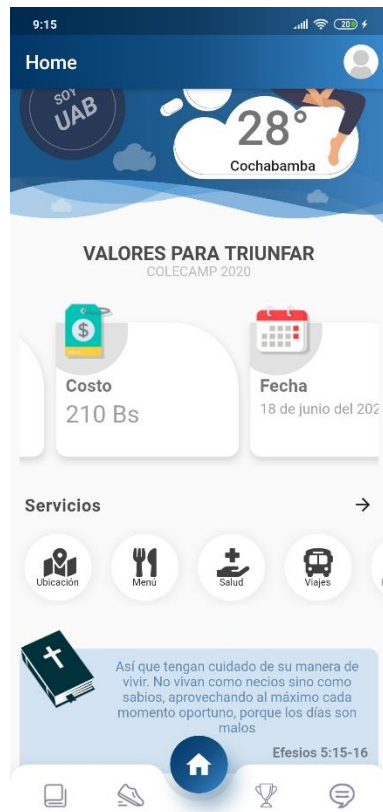 9:15
20
Home
SOY
UAB
28°
Cochabamba
VALORES PARA TRIUNFAR
COLECAMP 2020
Costo
210 Bs
Fecha
18 de junio del 202
Servicios
Ubicación
Menú
Salud
Viajes
Así que tengan cuidado de su manera de
vivir. No vivan como necios sino como
sabios, aprovechando al máximo cada
momento oportuno, porque los días son
malos
Efesios 5:15-16